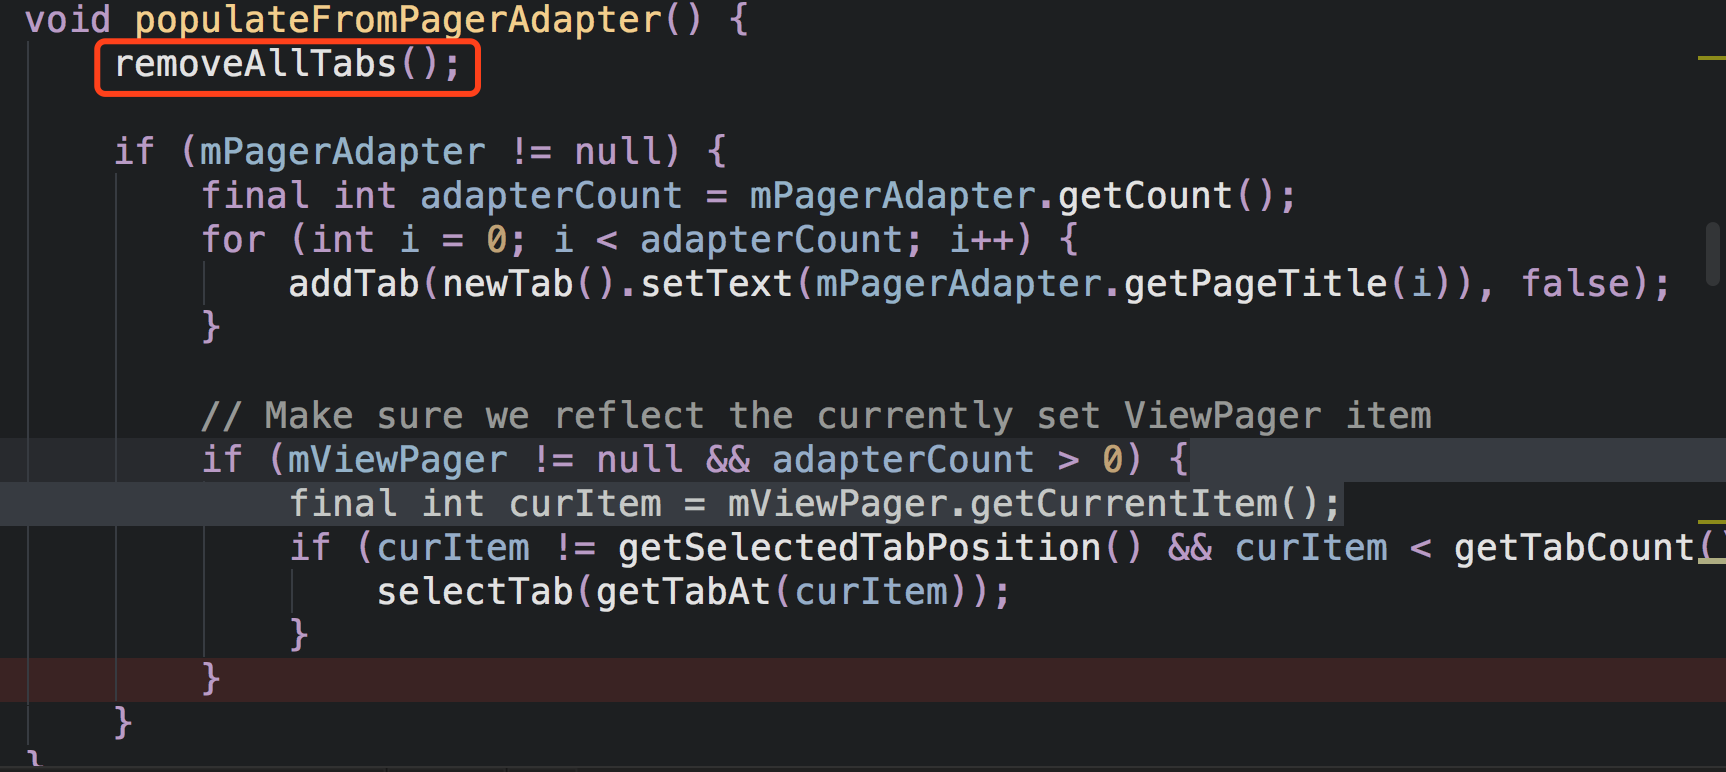 void populateFromPagerAdapter() {
removeAllTabs();
if (mPagerAdapter != null) {
final int adapterCount = mPagerAdapter.getCount();
for (int i = 0; i < adapterCount; i++) {
addTab(newTab().setText(mPagerAdapter.getPageTitle(i)), false);
}
// Make sure we reflect the currently set ViewPager item
if (mViewPager != null && adapterCount > 0) {
final int curItem = mViewPager.getCurrentItem();
if (curItem != getSelectedTabPosition() && curItem < getTabCount()
selectTab(getTabAt(curItem));
}
}
}
}